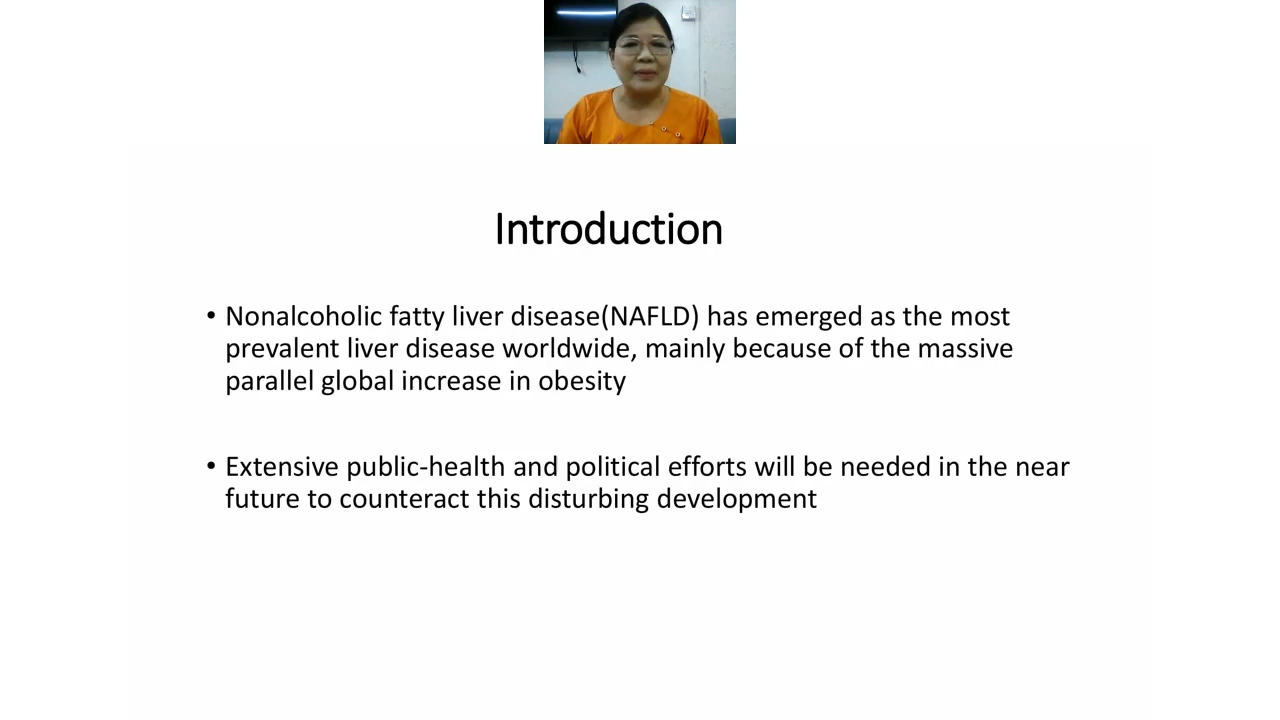 Introduction
• Nonalcoholic fatty liver disease(NAFLD) has emerged as the most
prevalent liver disease worldwide, mainly because of the massive
parallel global increase in obesity
• Extensive public-health and political efforts will be needed in the near
future to counteract this disturbing development